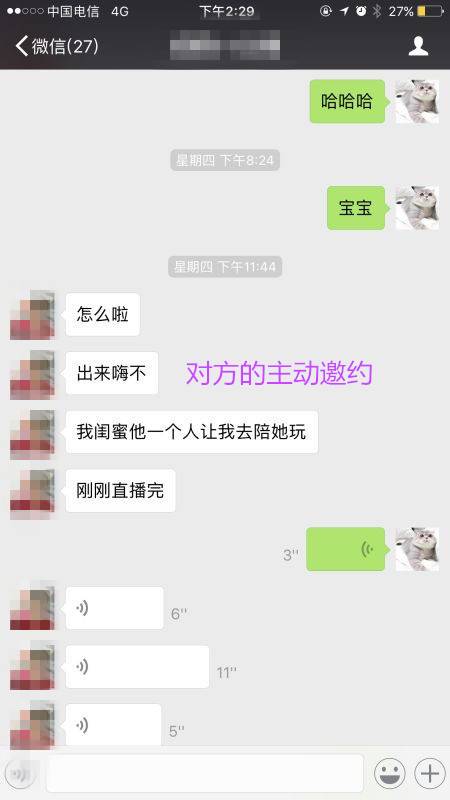 中国电信 4G 下午2:29 27%
微信(27)
哈哈哈
星期四 下午8:24
宝宝
星期四 下午11:44
怎么啦
出来嗨不
对方的主动邀约
我闺蜜他一个人让我去陪她玩
刚刚直播完
3''
6''
11''
5''